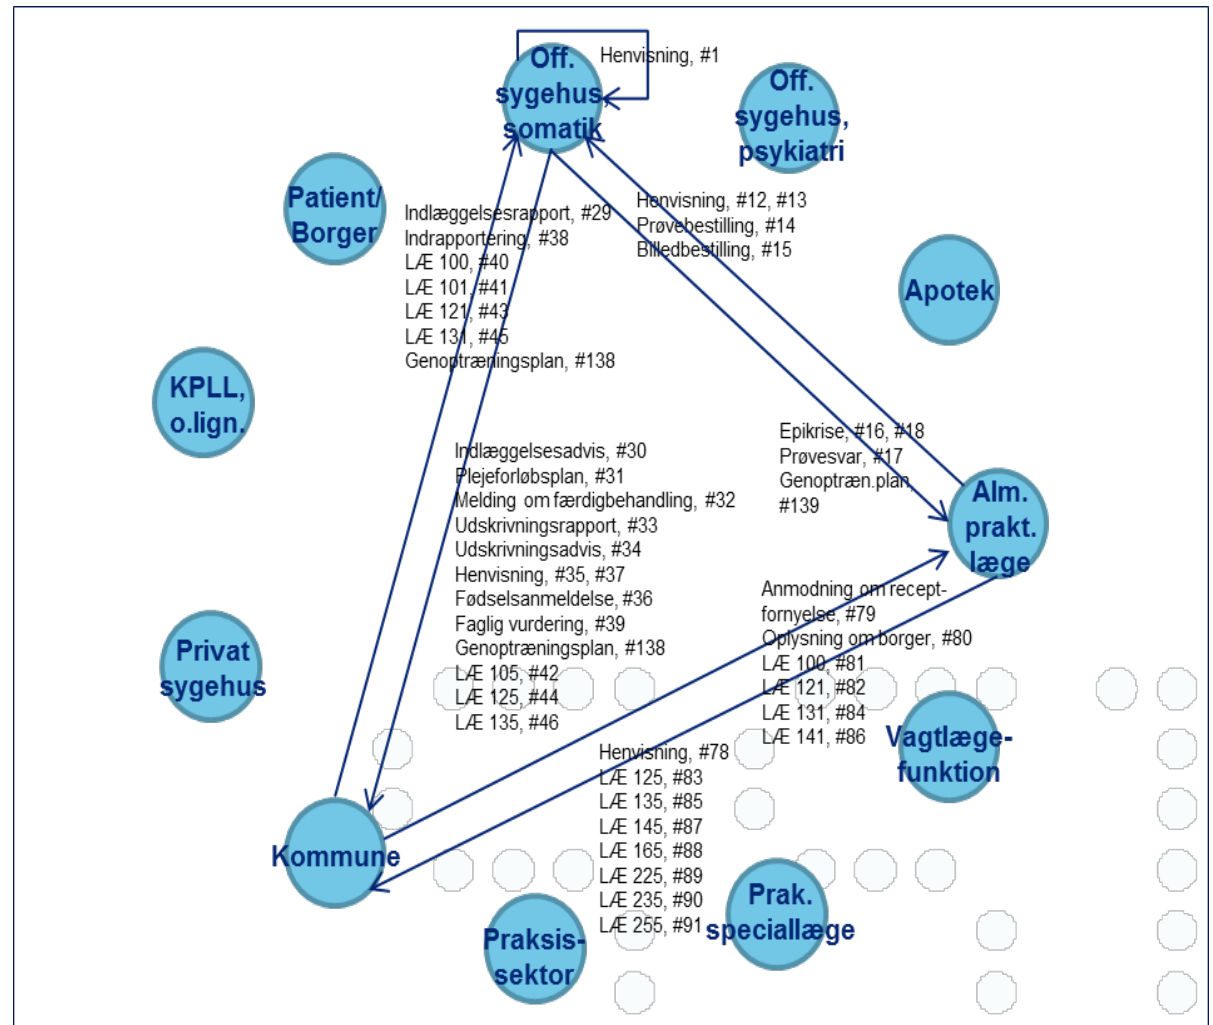 Henvisning, #1
Off.
sygehus,
somatik
Off.
sygehus,
psykiatri
Patient/
Borger
Indlæggelsesrapport, #29
Indrapportering, #38
LÆ 100, #40
LÆ 101, #41
LÆ 121, #43
LÆ 131, #45
Genoptræningsplan, #138
Henvisning, #12, #13
Prøvebestilling, #14
Billedbestilling, #15
Apotek
KPLL,
o.lign.
Epikrise, #16, #18
Prøvesvar, #17
Genoptræn.plan,
#139
Indlæggelsesadvis, #30
Plejeforløbsplan, #31
Melding om færdigbehandling, #32
Udskrivningsrapport, #33
Udskrivningsadvis, #34
Henvisning, #35, #37
Fødselsanmeldelse, #36
Faglig vurdering, #39
Genoptræningsplan, #138
LÆ 105, #42
LÆ 125, #44
LÆ 135, #46
Alm.
prakt.
læge
Anmodning om recept-
fornyelse, #79
Oplysning om borger, #80
LÆ 100, #81
LÆ 121, #82
LÆ 131, #84
LÆ 141, #86
Privat
sygehus
Vagtlæge-
funktion
Henvisning, #78
LÆ 125, #83
LÆ 135, #85
LÆ 145, #87
LÆ 165, #88
LÆ 225, #89
LÆ 235, #90
LÆ 255, #91
Kommune
Praksis-
sektor
Prak.
speciallæge